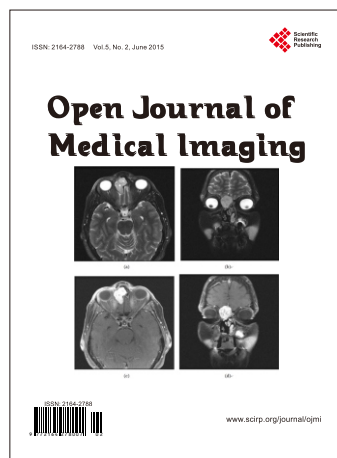 ISSN: 2164-2788 Vol.5, No. 2, June 2015
Scientific
Research
Publishing
Open Journal of
Medical Imaging
(a)
(b)
(c)
(d)
ISSN: 2164-2788
www.scirp.org/journal/ojmi